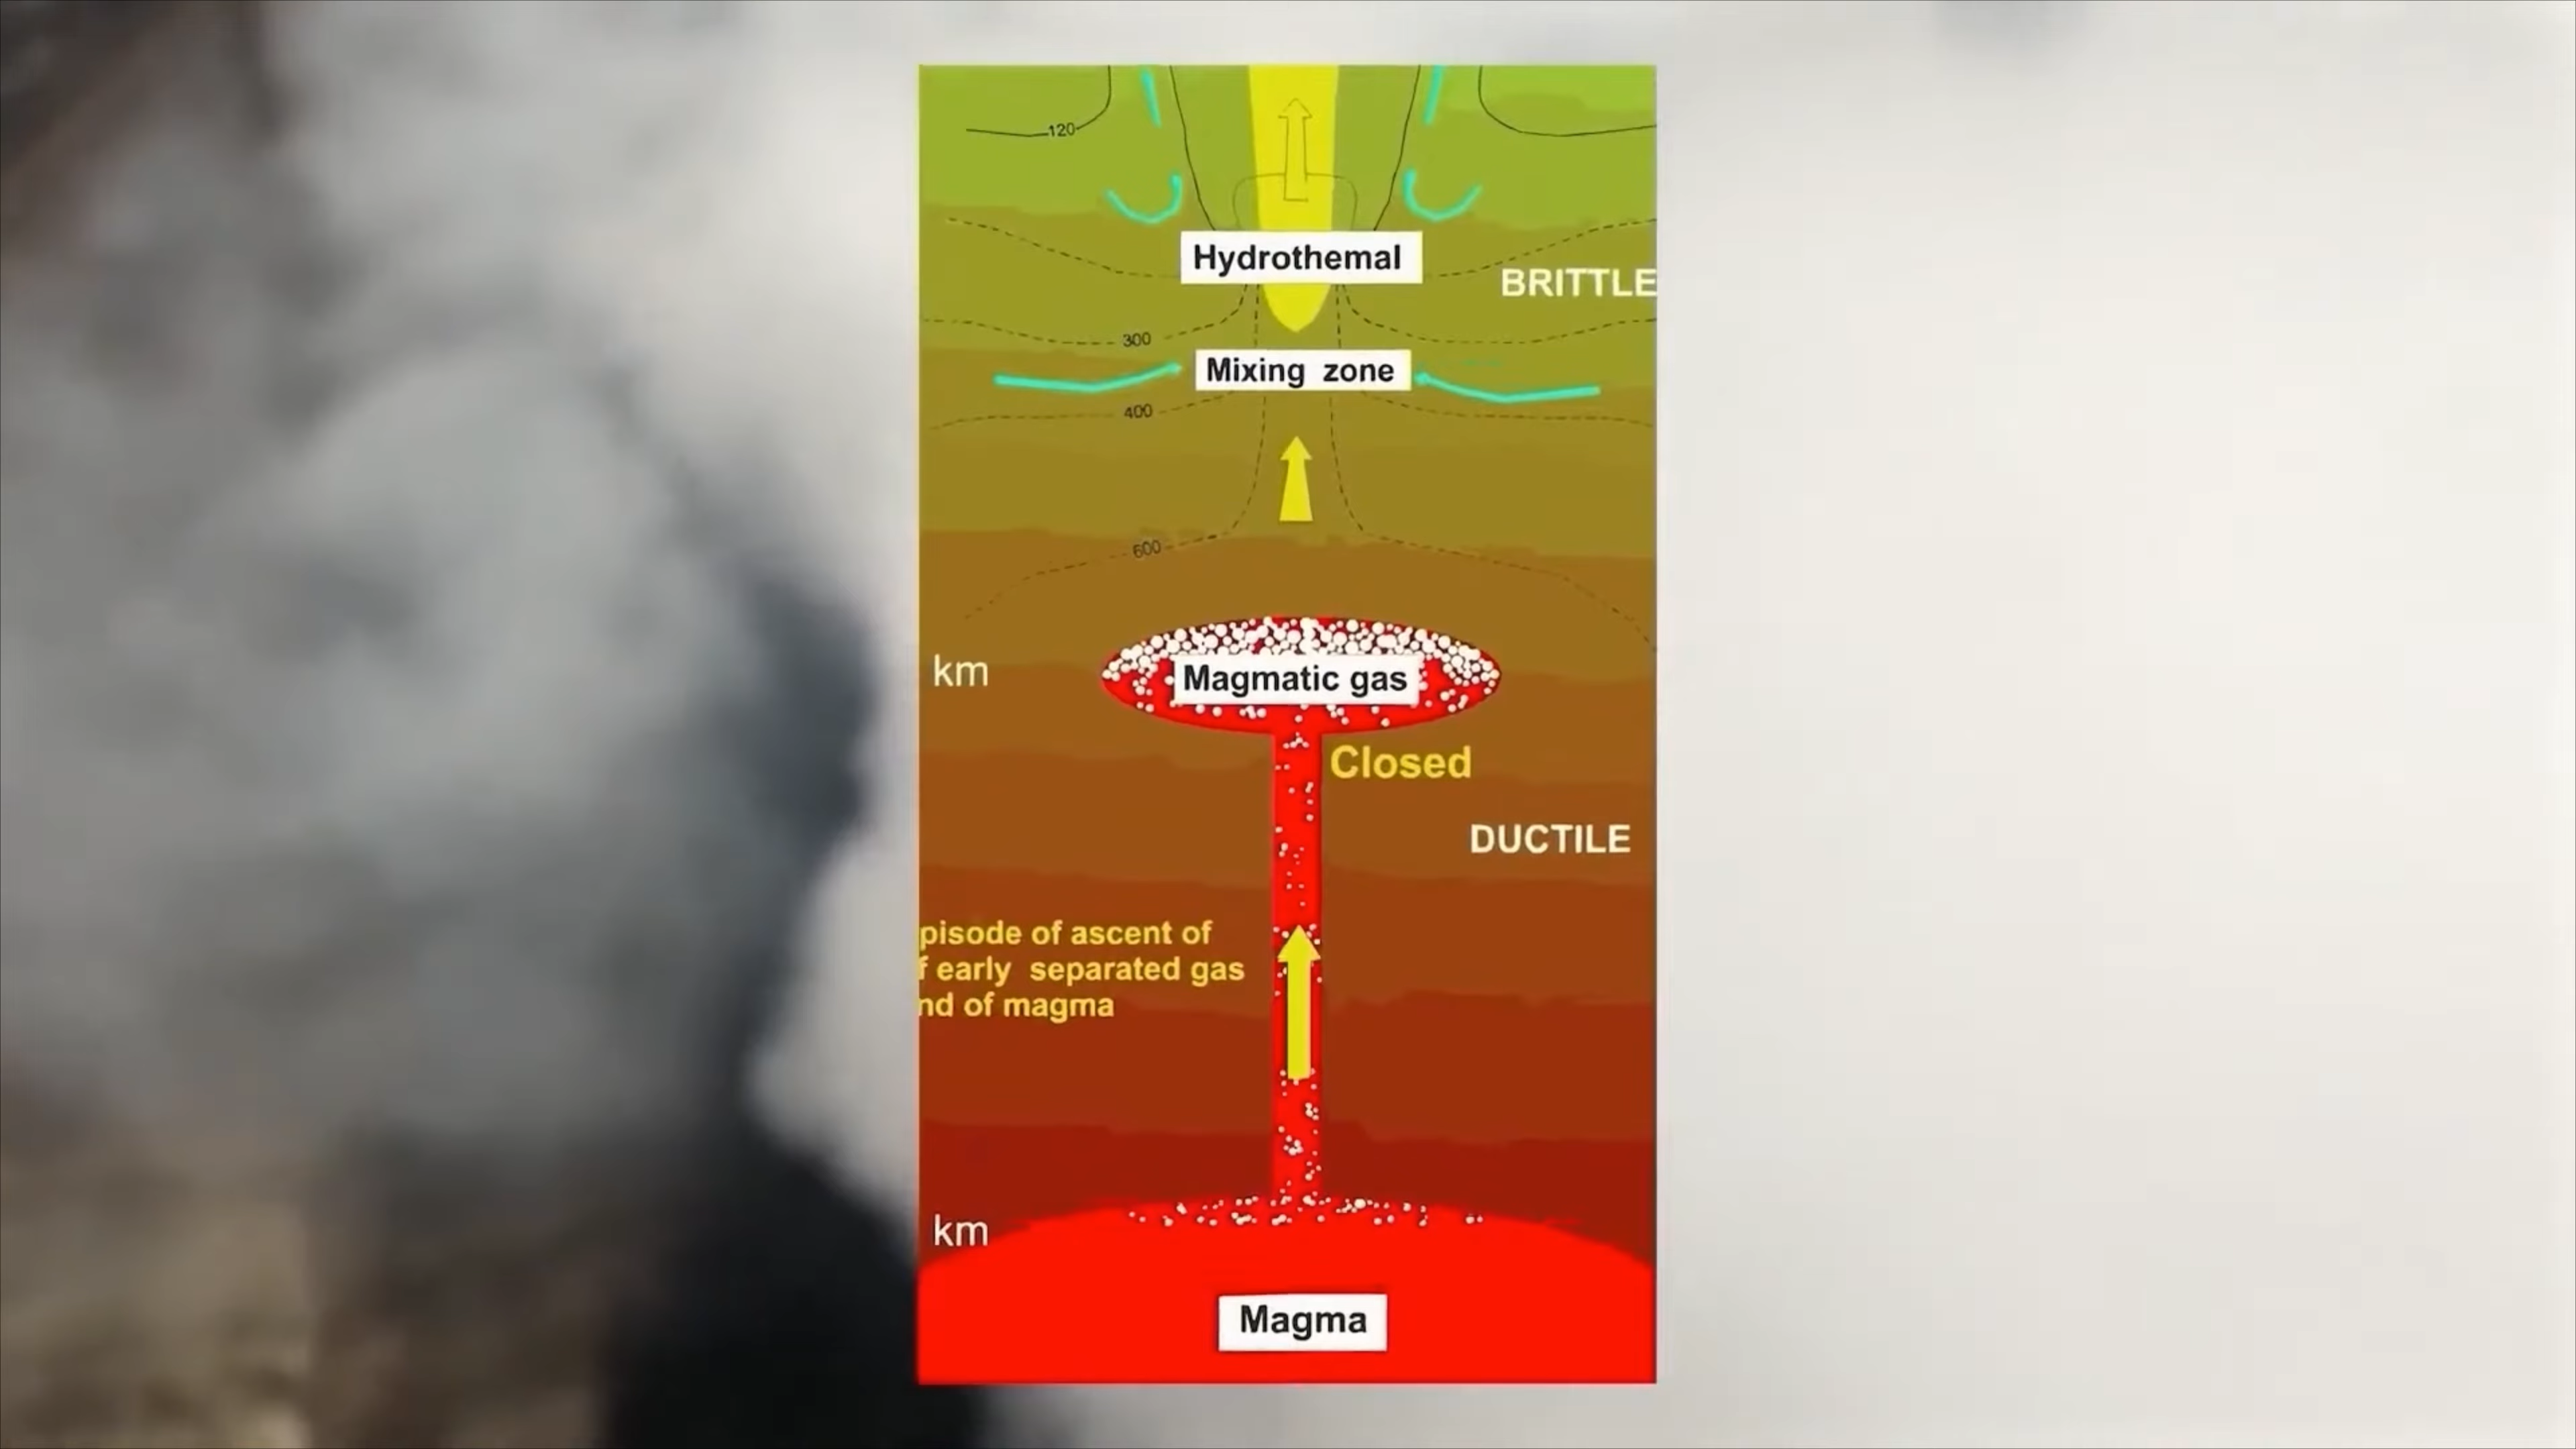 120
Hydrothemal
BRITTLE
300
Mixing zone
400
600
km
Magmatic gas
Closed
DUCTILE
pisode of ascent of
f early separated gas
nd of magma
km
Magma